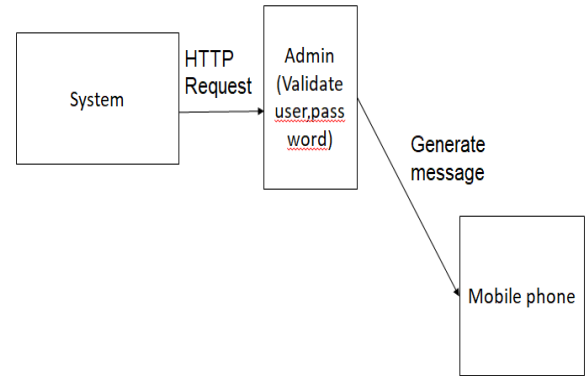 System
HTTP
Request
Admin
(Validate
user,pass
word)
Generate
message
Mobile phone